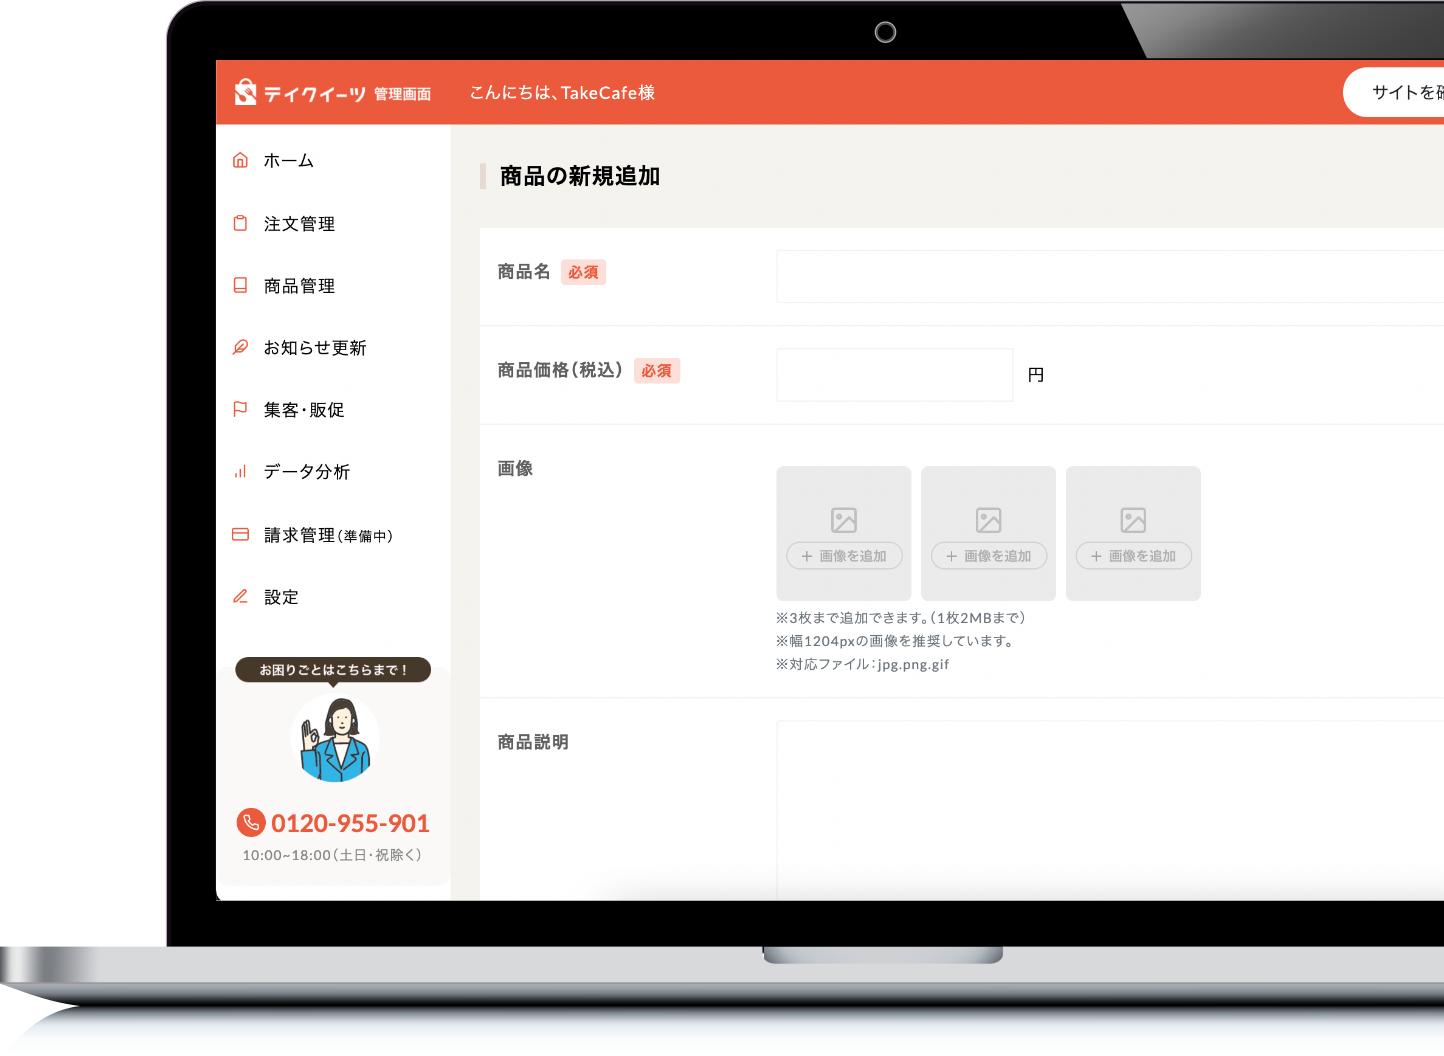 テイクイーツ 管理画面
こんにちは、TakeCafe様
サイトを
ホーム
注文管理
商品管理
お知らせ更新
集客・販促
データ分析
請求管理(準備中)
設定
お困りごとはこちらまで！
0120-955-901
10:00~18:00(土日・祝除く)
商品の新規追加
商品名 必須
商品価格(税込) 必須
円
画像
+ 画像を追加
+ 画像を追加
+ 画像を追加
※3枚まで追加できます。(1枚2MBまで)
※幅1204pxの画像を推奨しています。
※対応ファイル:jpg.png.gif
商品説明